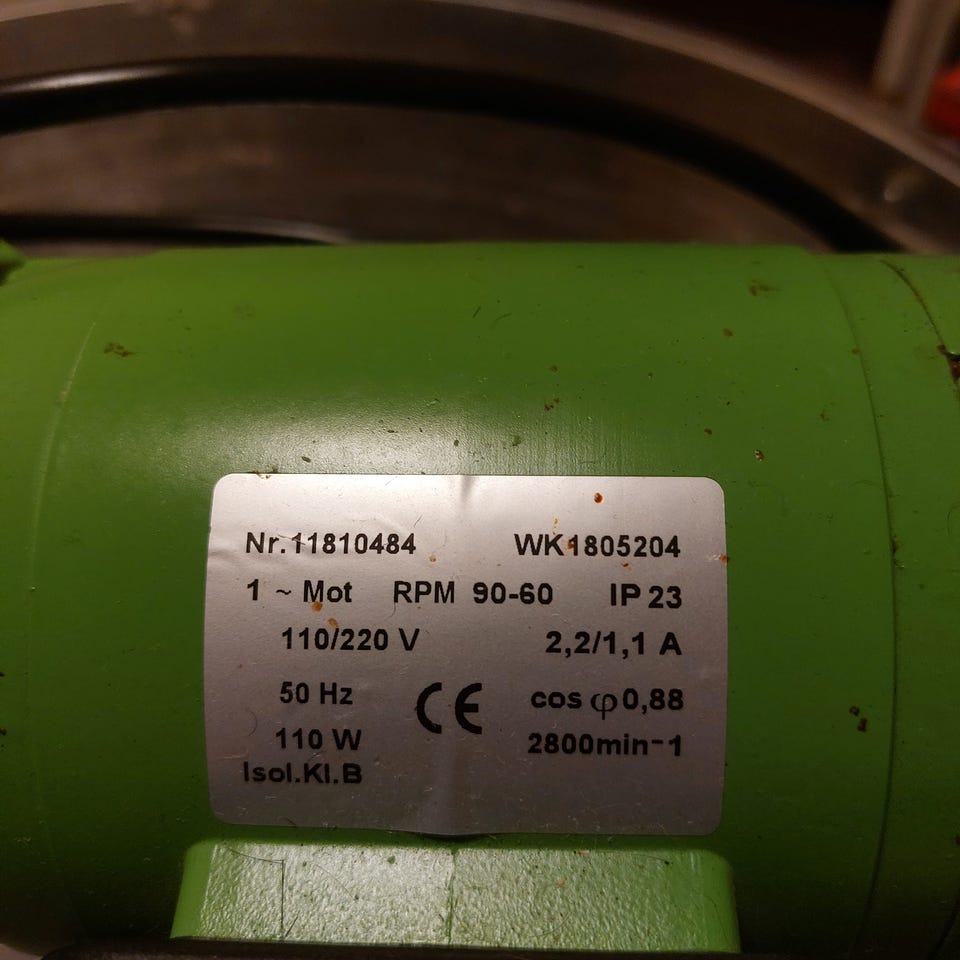 Nr.11810484 WK1805204
1 ~ Mot RPM 90-60 IP 23
110/220 V 2,2/1,1 A
50 Hz CE cos φ 0,88
110 W 2800min-1
Isol.Kl.B